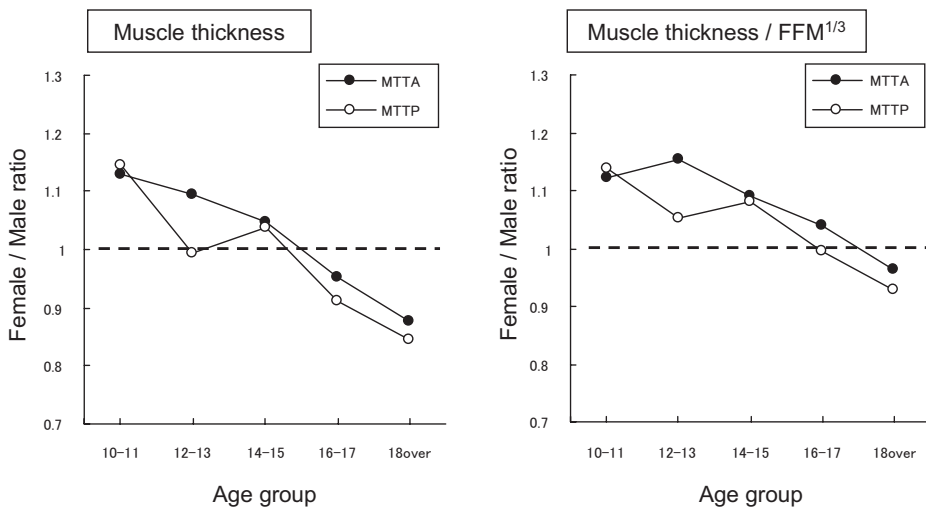 Muscle thickness
1.3
1.2
1.1
1
0.9
0.8
0.7
Female / Male ratio
MTTA
MTTP
10-11
12-13
14-15
16-17
18over
Age group
Muscle thickness / FFM1/3
1.3
1.2
1.1
1
0.9
0.8
0.7
Female / Male ratio
MTTA
MTTP
10-11
12-13
14-15
16-17
18over
Age group